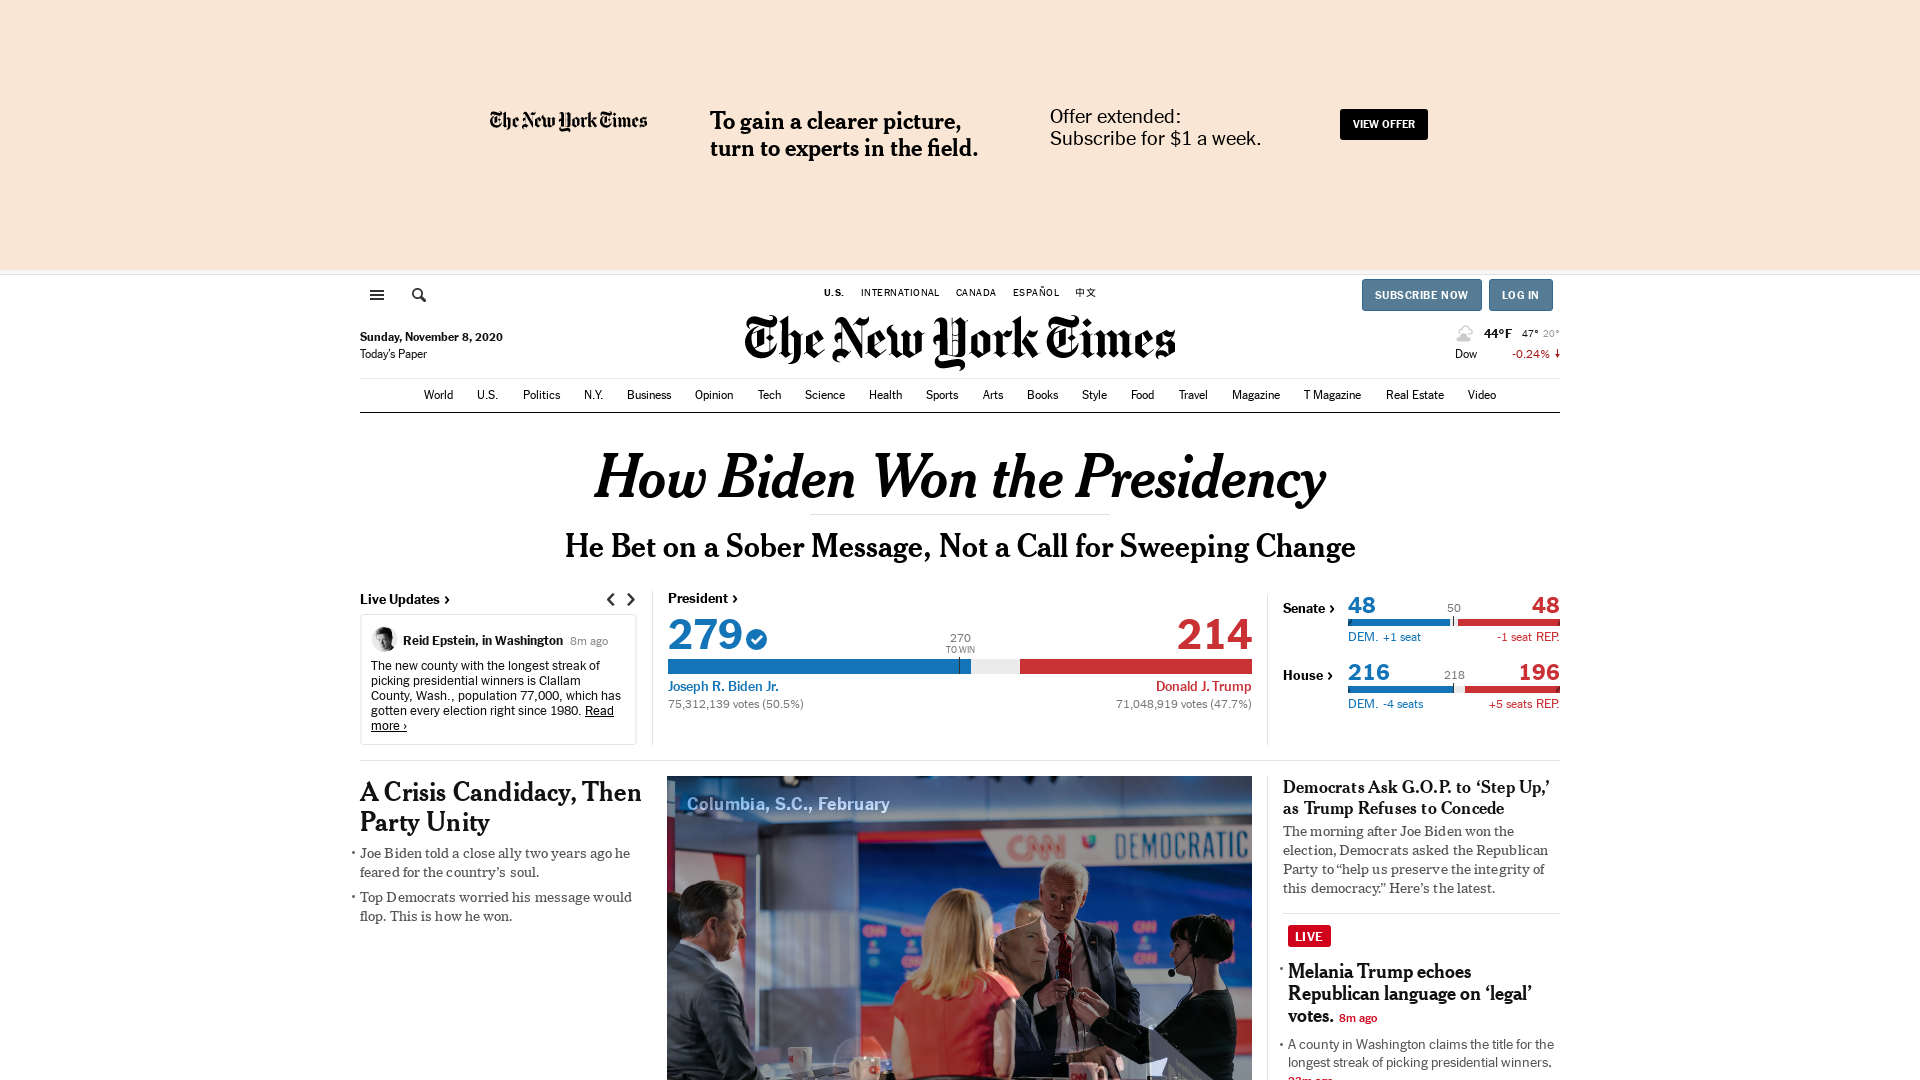 The New York Times
To gain a clearer picture,
turn to experts in the field.
Offer extended:
Subscribe for $1 a week.
VIEW OFFER
U.S. INTERNATIONAL CANADA ESPAÑOL 中文
SUBSCRIBE NOW
LOG IN
Sunday, November 8, 2020
Today's Paper
The New York Times
44°F 47° 20°
Dow -0.24% ↓
World U.S. Politics N.Y. Business Opinion Tech Science Health Sports Arts Books Style Food Travel Magazine T Magazine Real Estate Video
How Biden Won the Presidency
He Bet on a Sober Message, Not a Call for Sweeping Change
Live Updates ›
Reid Epstein, in Washington 8m ago
The new county with the longest streak of
picking presidential winners is Clallam
County, Wash., population 77,000, which has
gotten every election right since 1980. Read
more ›
President ›
279
270
TO WIN
214
Joseph R. Biden Jr.
Donald J. Trump
75,312,139 votes (50.5%)
71,048,919 votes (47.7%)
Senate ›
48
50
48
DEM. +1 seat
-1 seat REP.
House ›
216
218
196
DEM. -4 seats
+5 seats REP.
A Crisis Candidacy, Then
Party Unity
• Joe Biden told a close ally two years ago he
feared for the country's soul.
• Top Democrats worried his message would
flop. This is how he won.
Columbia, S.C., February
CNN
DEMOCRATIC
CNN
CNN
CNN
CNN
Democrats Ask G.O.P. to ‘Step Up,’
as Trump Refuses to Concede
The morning after Joe Biden won the
election, Democrats asked the Republican
Party to “help us preserve the integrity of
this democracy.” Here's the latest.
LIVE
• Melania Trump echoes
Republican language on ‘legal’
votes. 8m ago
• A county in Washington claims the title for the
longest streak of picking presidential winners.